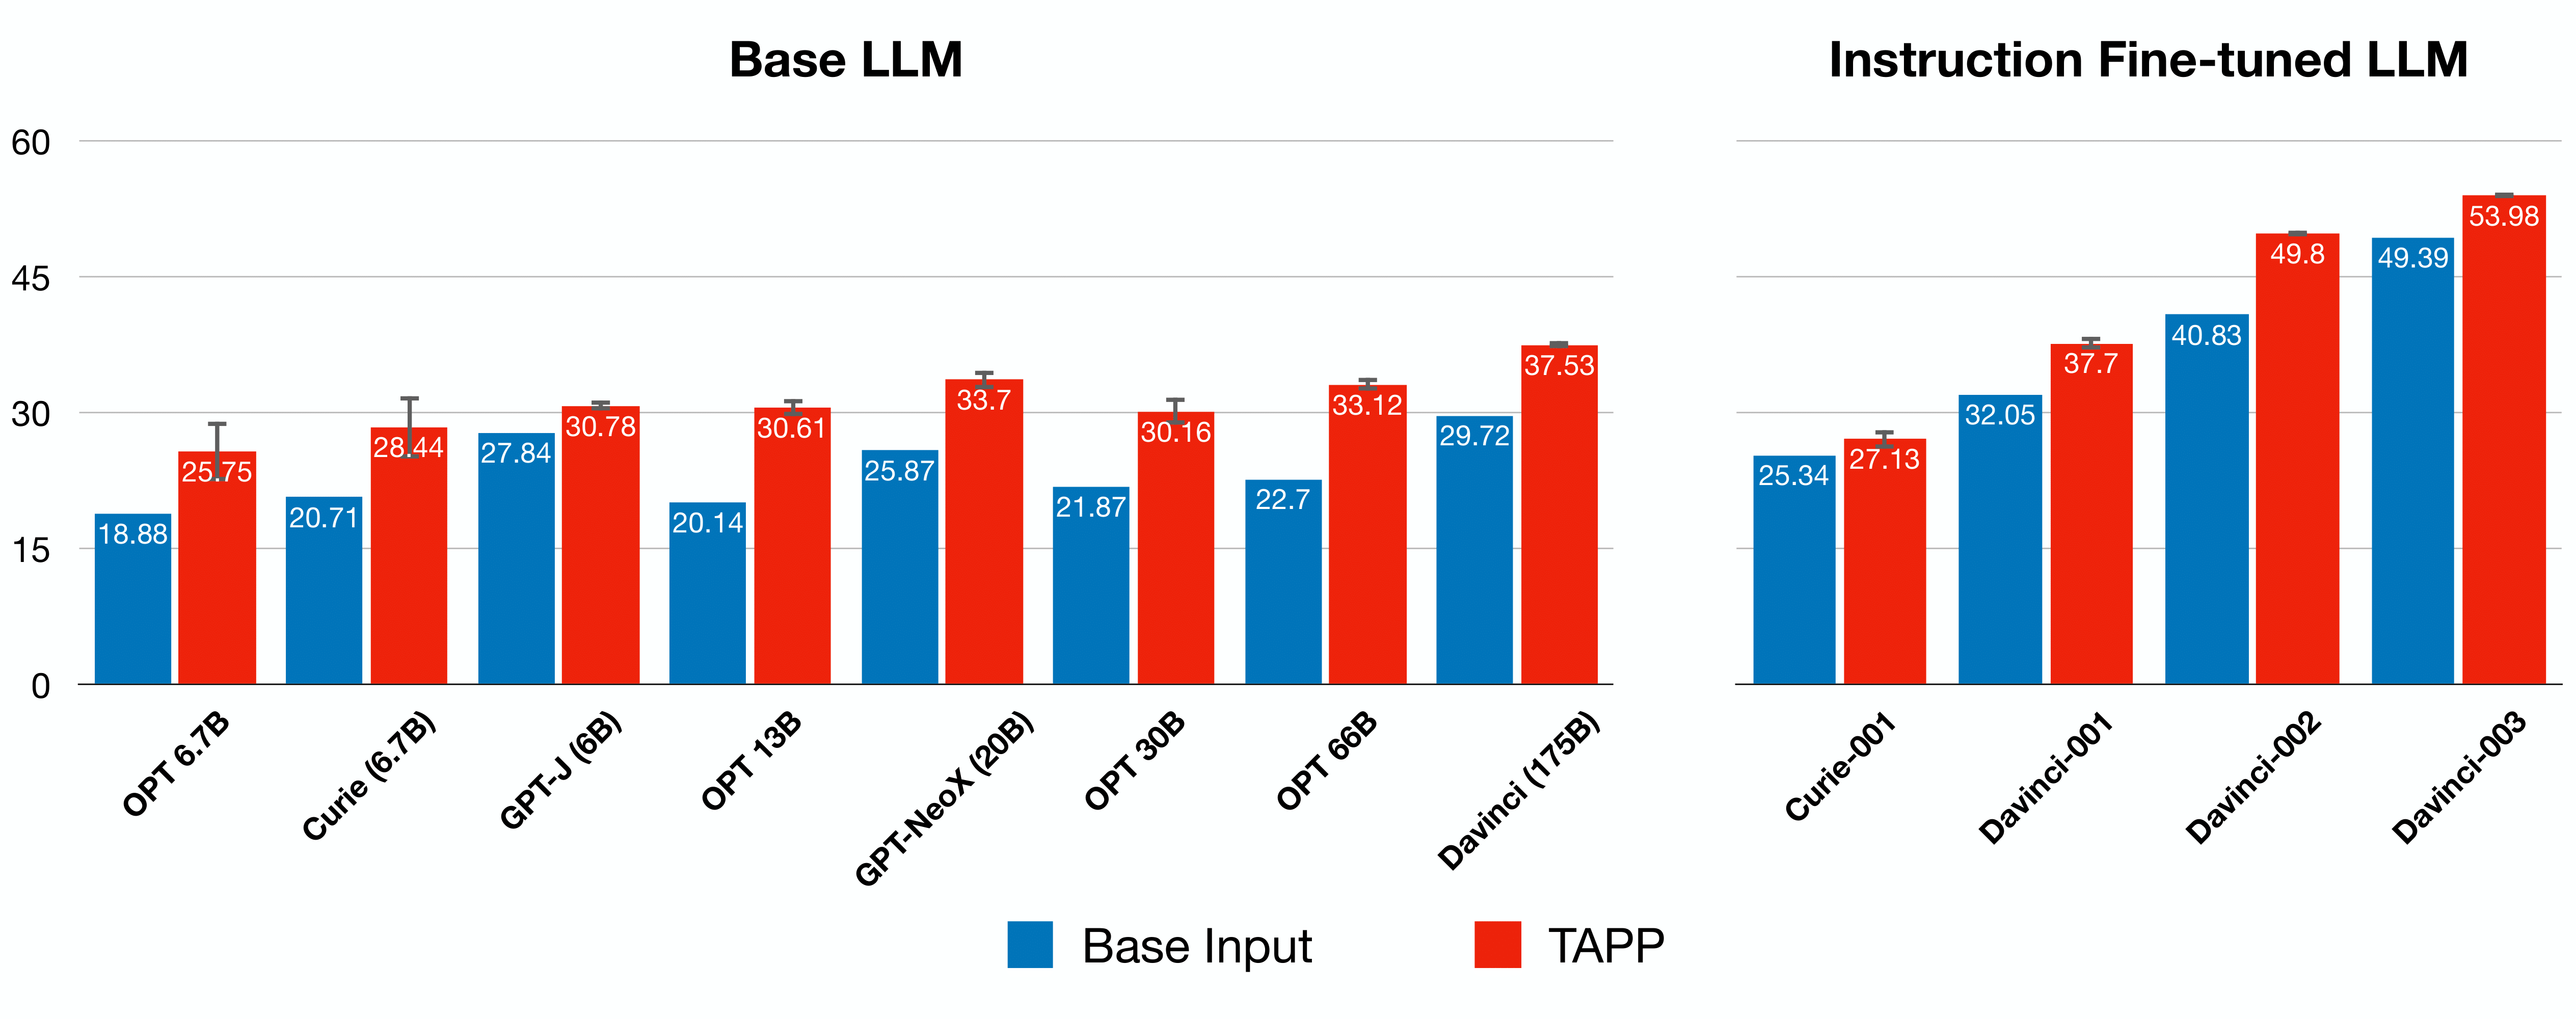 Base LLM
Instruction Fine-tuned LLM
60
45
30
15
0
18.88
25.75
20.71
28.44
27.84
30.78
20.14
30.61
25.87
33.7
21.87
30.16
22.7
33.12
29.72
37.53
25.34
27.13
32.05
37.7
40.83
49.8
49.39
53.98
OPT 6.7B
Curie (6.7B)
GPT-J (6B)
OPT 13B
GPT-NeoX (20B)
OPT 30B
OPT 66B
Davinci (175B)
Curie-001
Davinci-001
Davinci-002
Davinci-003
Base Input
TAPP